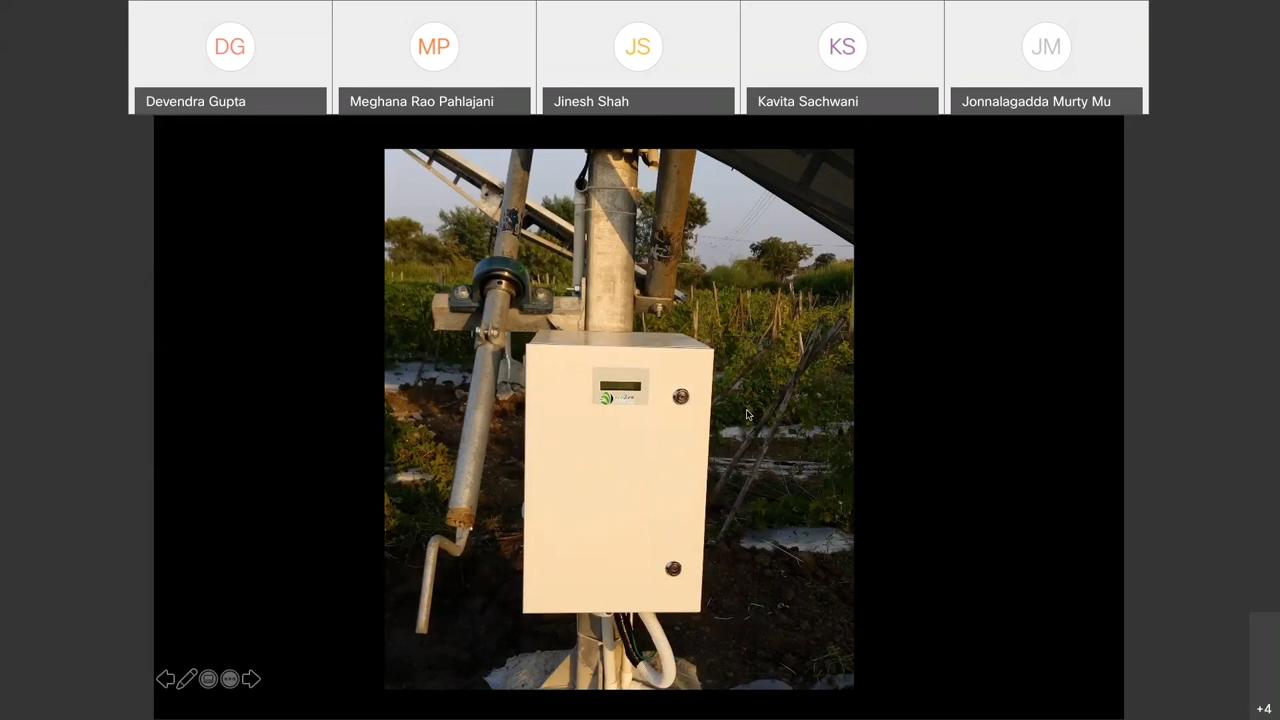 DG
MP
JS
KS
JM
Devendra Gupta
Meghana Rao Pahlajani
Jinesh Shah
Kavita Sachwani
Jonnalagadda Murty Mu
+4